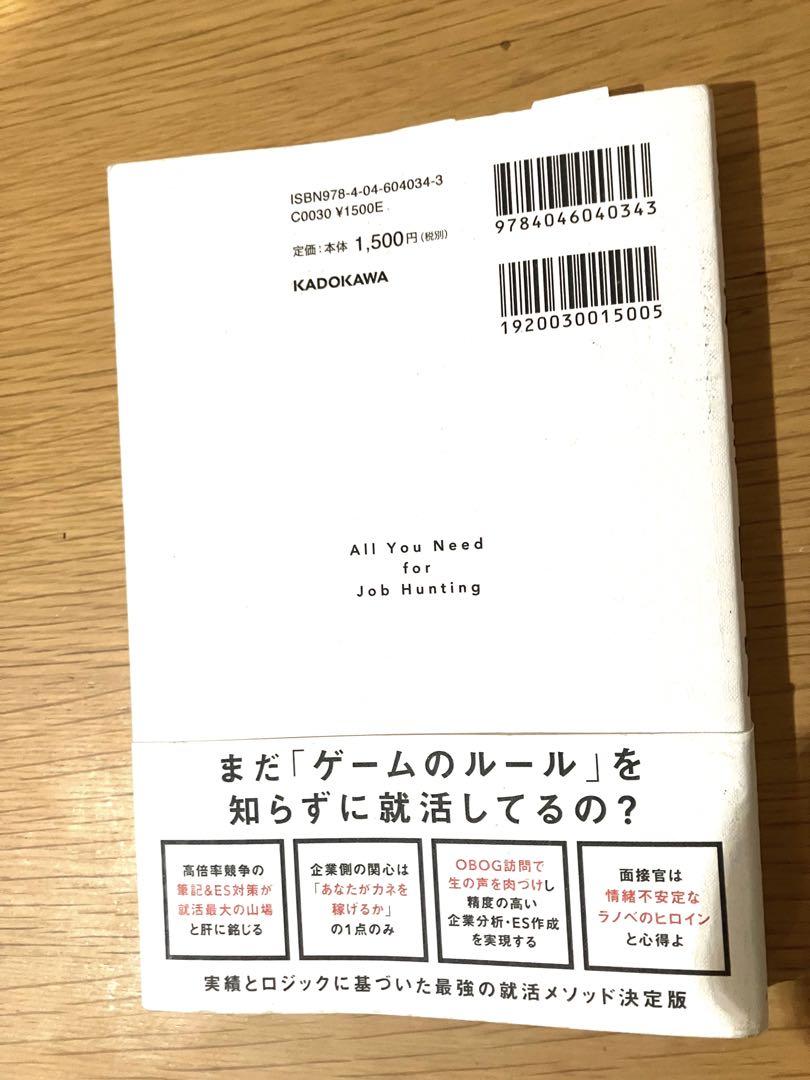 ISBN978-4-04-604034-3
C0030 ¥1500E
定価:本体 1,500円(税別)
KADOKAWA
9784046040343
1920030015005
All You Need
for
Job Hunting
まだ「ゲームのルール」を
知らずに就活してるの?
高倍率競争の
筆記&ES対策が
就活最大の山場
と肝に銘じる
企業側の関心は
「あなたがカネを
稼げるか」
の1点のみ
OBOG訪問で
生の声を肉づけし
精度の高い
企業分析・ES作成
を実現する
面接官は
情緒不安定な
ラノベのヒロイン
と心得よ
実績とロジックに基づいた最強の就活メソッド決定版